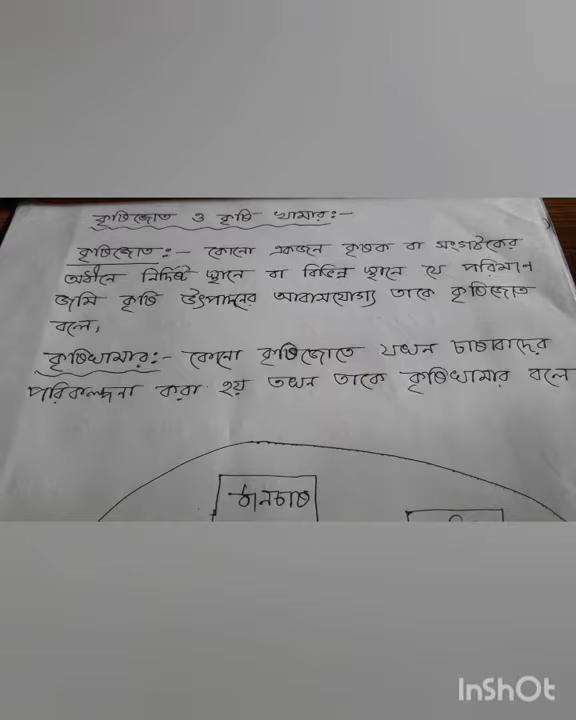 কৃষিজোত ও কৃষি খামার:-
কৃষিজোত:- কোনো একজন কৃষক বা সংগঠকের
অধীনে নির্দিষ্ট স্থানে বা বিভিন্ন স্থানে যে পরিমান
জমি কৃষি উৎপাদনের আবাসযোগ্য তাকে কৃষিজোত
বলে,
কৃষিখামার:- কোনো কৃষিজোতে যখন চাষাবাদের
পরিকল্পনা করা হয় তখন তাকে কৃষিখামার বলে
ধানচাষ
InShOt